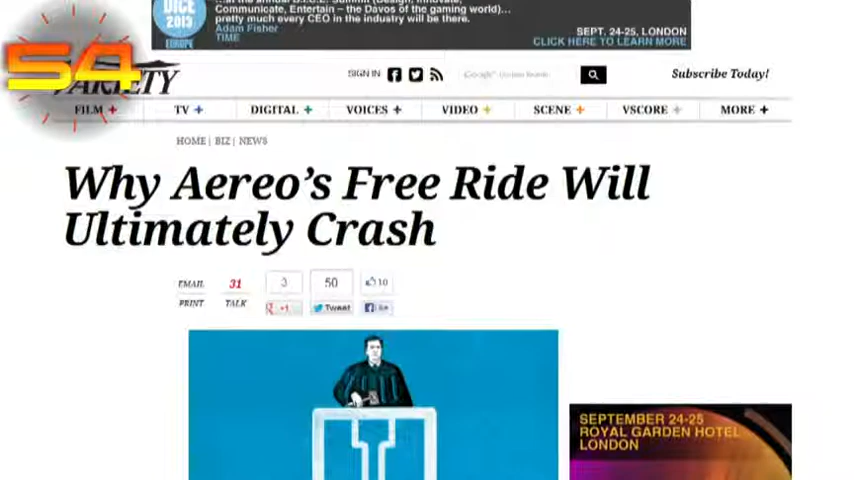 DICE
2013
EUROPE
Communicate, Entertain – the Davos of the gaming world)...
pretty much every CEO in the industry will be there.
Adam Fisher
TIME
SEPT. 24-25, LONDON
CLICK HERE TO LEARN MORE
54
VARIETY
SIGN IN
Subscribe Today!
FILM + TV + DIGITAL + VOICES + VIDEO + SCENE + VSCORE + MORE +
HOME | BIZ | NEWS
Why Aereo's Free Ride Will
Ultimately Crash
EMAIL 31 3 50 10
PRINT TALK +1 Tweet
SEPTEMBER 24-25
ROYAL GARDEN HOTEL
LONDON